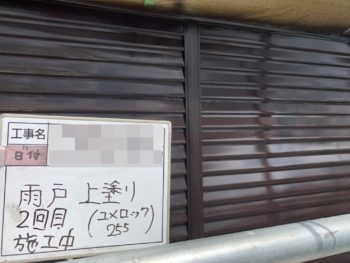 工事名
日付
雨戸 上塗り
2回目 (ユメロック
255)
施工中